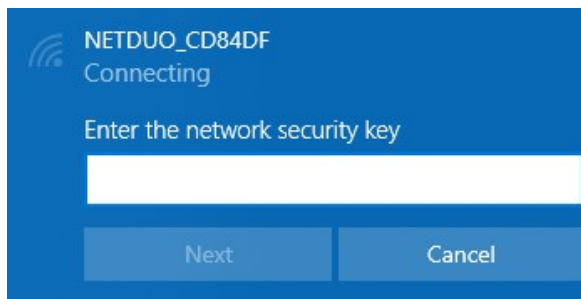 NETDUO_CD84DF
Connecting
Enter the network security key
Next
Cancel